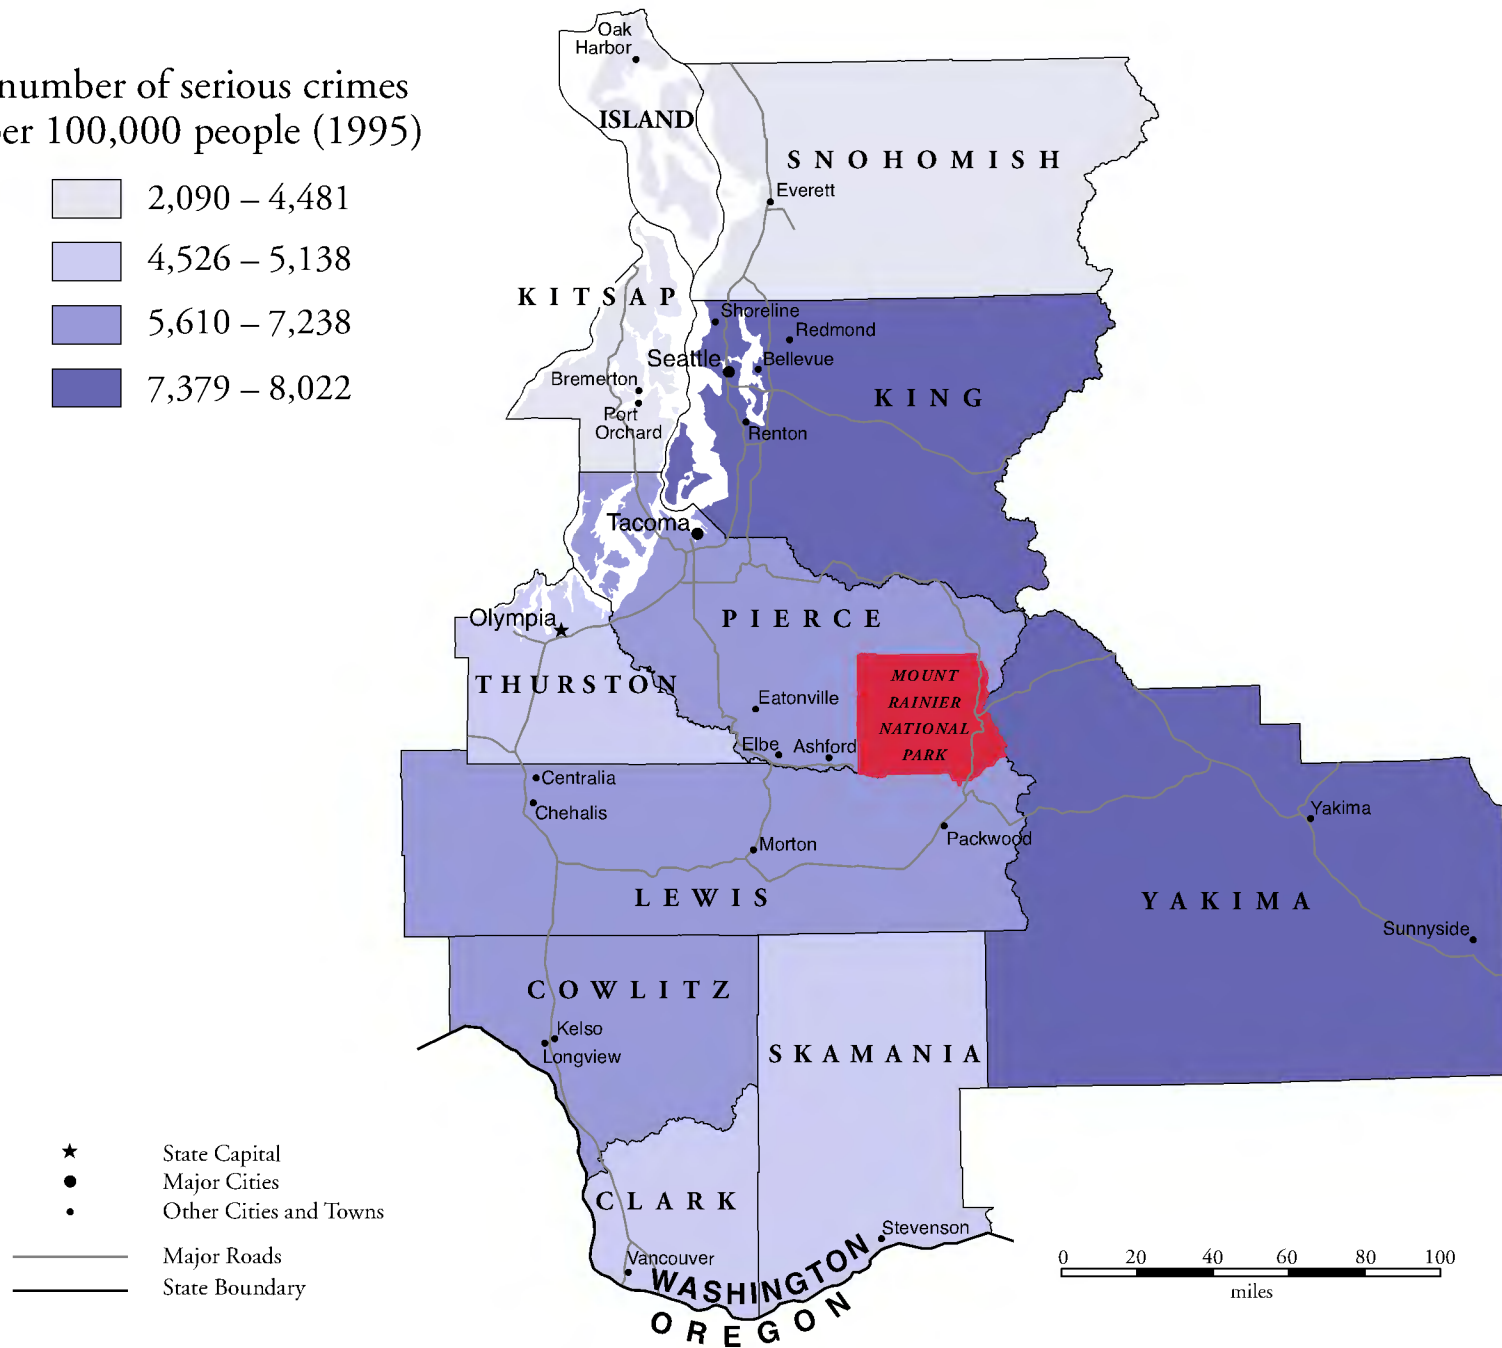 number of serious crimes
per 100,000 people (1995)
2,090 – 4,481
4,526 – 5,138
5,610 – 7,238
7,379 – 8,022
Oak
Harbor
ISLAND
SNOHOMISH
Everett
KITSAP
Shoreline
Redmond
Seattle
Bellevue
Bremerton
KING
Port
Orchard
Renton
Tacoma
Olympia
PIERCE
THURSTON
MOUNT
RAINIER
NATIONAL
PARK
Eatonville
Elbe
Ashford
Centralia
Chehalis
Yakima
Morton
Packwood
LEWIS
YAKIMA
Sunnyside
COWLITZ
Kelso
Longview
SKAMANIA
CLARK
Stevenson
Vancouver
WASHINGTON
OREGON
State Capital
Major Cities
Other Cities and Towns
Major Roads
State Boundary
0 20 40 60 80 100
miles